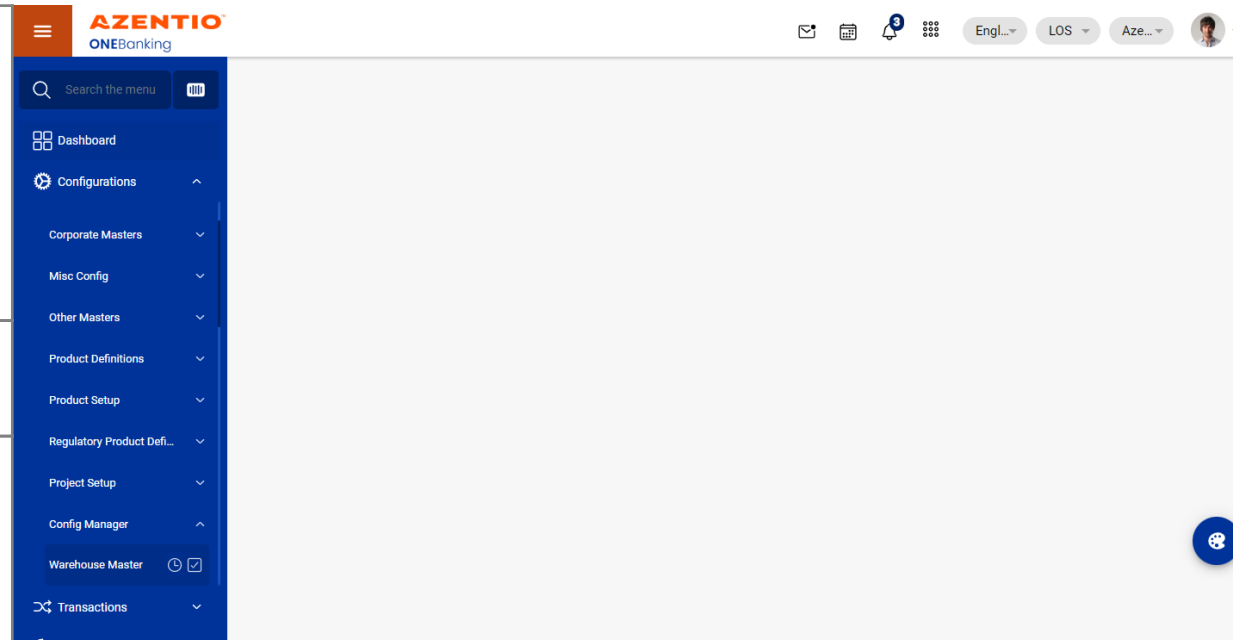 AZENTIO
ONEBanking
3
Engl...
LOS
Aze...
Search the menu
Dashboard
Configurations
Corporate Masters
Misc Config
Other Masters
Product Definitions
Product Setup
Regulatory Product Defi...
Project Setup
Config Manager
Warehouse Master
Transactions